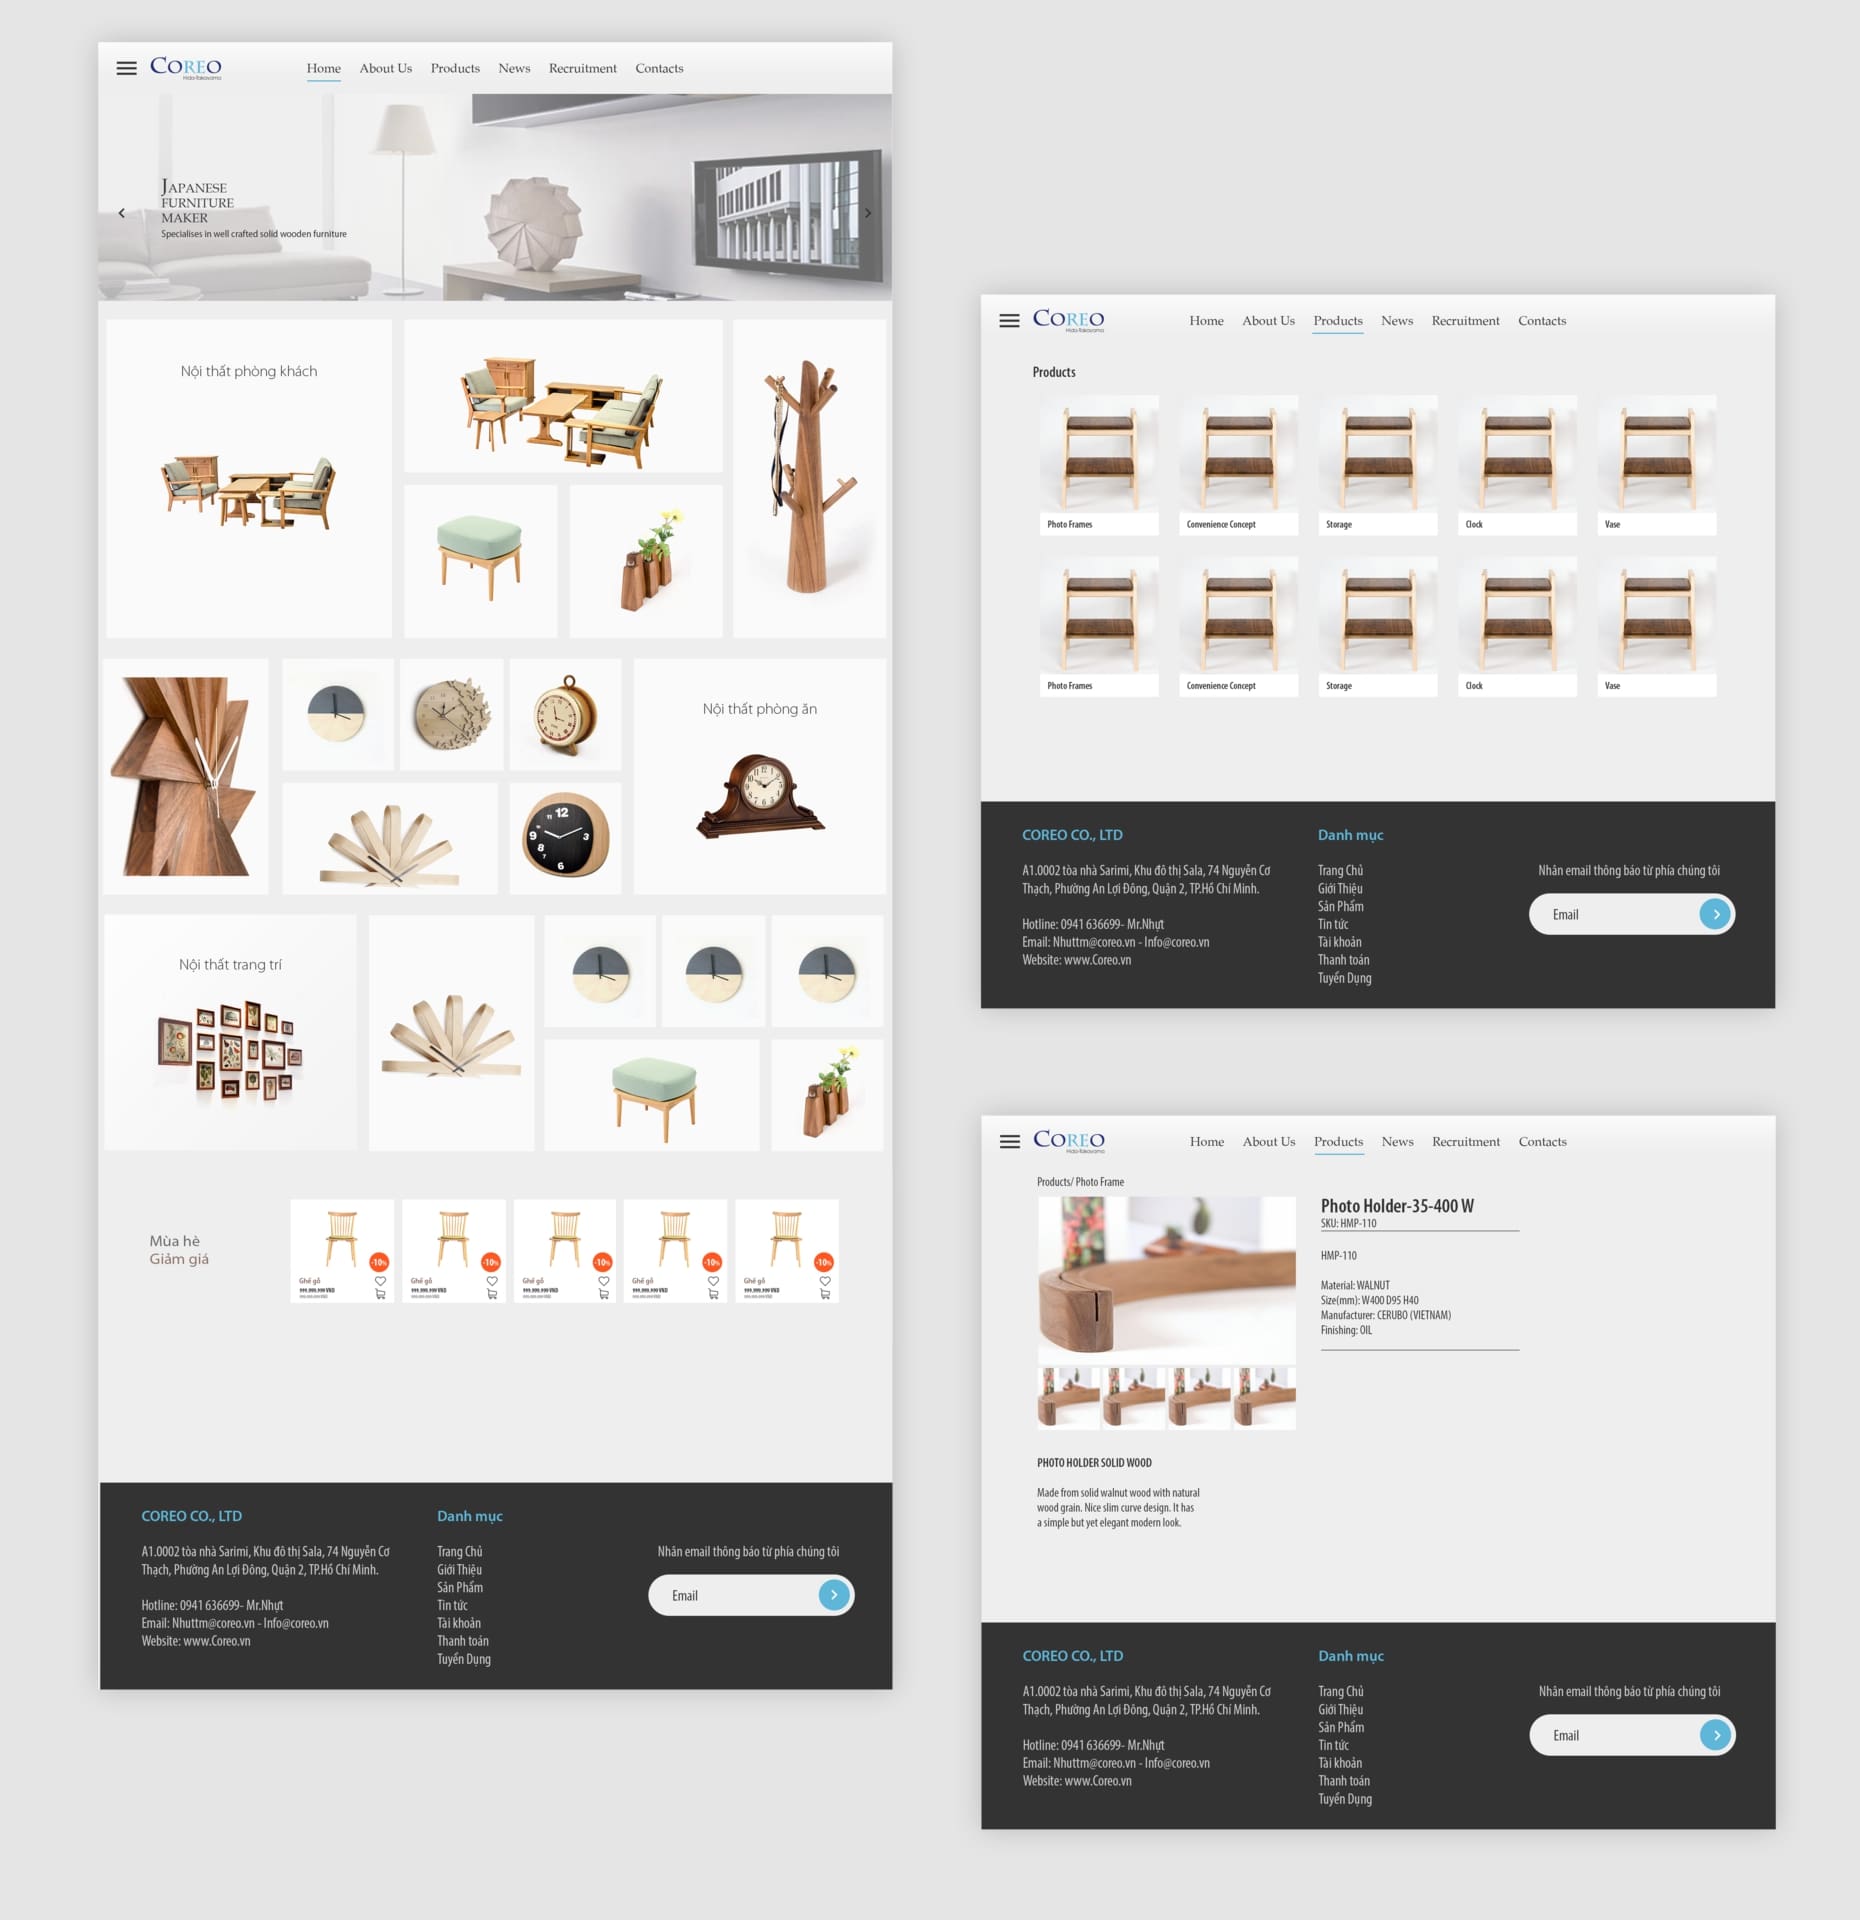 COREO
Hida-Takayama
Home About Us Products News Recruitment Contacts
JAPANESE
FURNITURE
MAKER
Specialises in well crafted solid wooden furniture
Nội thất phòng khách
Nội thất phòng ăn
Nội thất trang trí
Mùa hè
Giảm giá
-10% -10% -10% -10% -10%
Ghế gỗ Ghế gỗ Ghế gỗ Ghế gỗ Ghế gỗ
COREO CO., LTD
A1.0002 tòa nhà Sarimi, Khu đô thị Sala, 74 Nguyễn Cơ
Thạch, Phường An Lợi Đông, Quận 2, TP.Hồ Chí Minh.
Hotline: 0941 636699- Mr.Nhựt
Email: Nhuttm@coreo.vn - Info@coreo.vn
Website: www.Coreo.vn
Danh mục
Trang Chủ
Giới Thiệu
Sản Phẩm
Tin tức
Tài khoản
Thanh toán
Tuyển Dụng
Nhân email thông báo từ phía chúng tôi
Email
COREO
Hida-Takayama
Home About Us Products News Recruitment Contacts
Products
Photo Frames Convenience Concept Storage Clock Vase
Photo Frames Convenience Concept Storage Clock Vase
COREO CO., LTD
A1.0002 tòa nhà Sarimi, Khu đô thị Sala, 74 Nguyễn Cơ
Thạch, Phường An Lợi Đông, Quận 2, TP.Hồ Chí Minh.
Hotline: 0941 636699- Mr.Nhựt
Email: Nhuttm@coreo.vn - Info@coreo.vn
Website: www.Coreo.vn
Danh mục
Trang Chủ
Giới Thiệu
Sản Phẩm
Tin tức
Tài khoản
Thanh toán
Tuyển Dụng
Nhân email thông báo từ phía chúng tôi
Email
COREO
Hida-Takayama
Home About Us Products News Recruitment Contacts
Products/ Photo Frame
Photo Holder-35-400 W
SKU: HMP-110
HMP-110
Material: WALNUT
Size(mm): W400 D95 H40
Manufacturer: CERUBO (VIETNAM)
Finishing: OIL
PHOTO HOLDER SOLID WOOD
Made from solid walnut wood with natural
wood grain. Nice slim curve design. It has
a simple but yet elegant modern look.
COREO CO., LTD
A1.0002 tòa nhà Sarimi, Khu đô thị Sala, 74 Nguyễn Cơ
Thạch, Phường An Lợi Đông, Quận 2, TP.Hồ Chí Minh.
Hotline: 0941 636699- Mr.Nhựt
Email: Nhuttm@coreo.vn - Info@coreo.vn
Website: www.Coreo.vn
Danh mục
Trang Chủ
Giới Thiệu
Sản Phẩm
Tin tức
Tài khoản
Thanh toán
Tuyển Dụng
Nhân email thông báo từ phía chúng tôi
Email